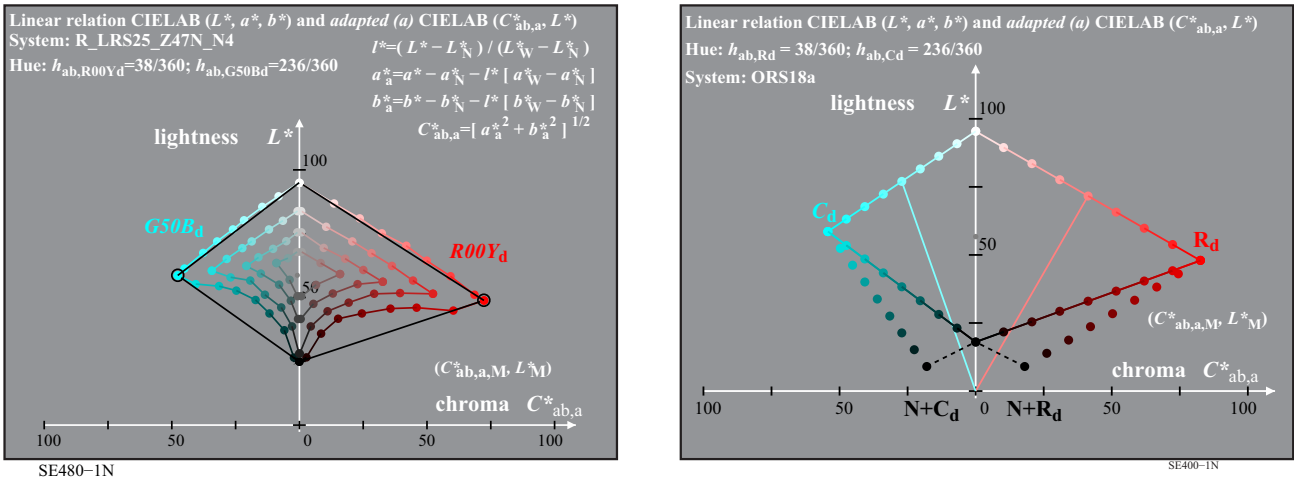 Linear relation CIELAB (L*, a*, b*) and adapted (a) CIELAB (C*ab,a, L*)
System: R_LRS25_Z47N_N4
Hue: hab,R00Yd=38/360; hab,G50Bd=236/360
l*=( L* − L*N ) / (L*W − L*N )
a*a=a* − a*N − l* [ a*W − a*N ]
b*a=b* − b*N − l* [ b*W − b*N ]
C*ab,a=[ a*a² + b*a² ] 1/2
lightness L*
100
G50Bd
R00Yd
50
(C*ab,a,M, L*M)
chroma C*ab,a
100
50
0
50
100
SE480−1N
Linear relation CIELAB (L*, a*, b*) and adapted (a) CIELAB (C*ab,a, L*)
Hue: hab,Rd = 38/360; hab,Cd = 236/360
System: ORS18a
lightness L*
100
Cd
Rd
50
(C*ab,a,M, L*M)
chroma C*ab,a
100
50
N+Cd
0
N+Rd
50
100
SE400−1N